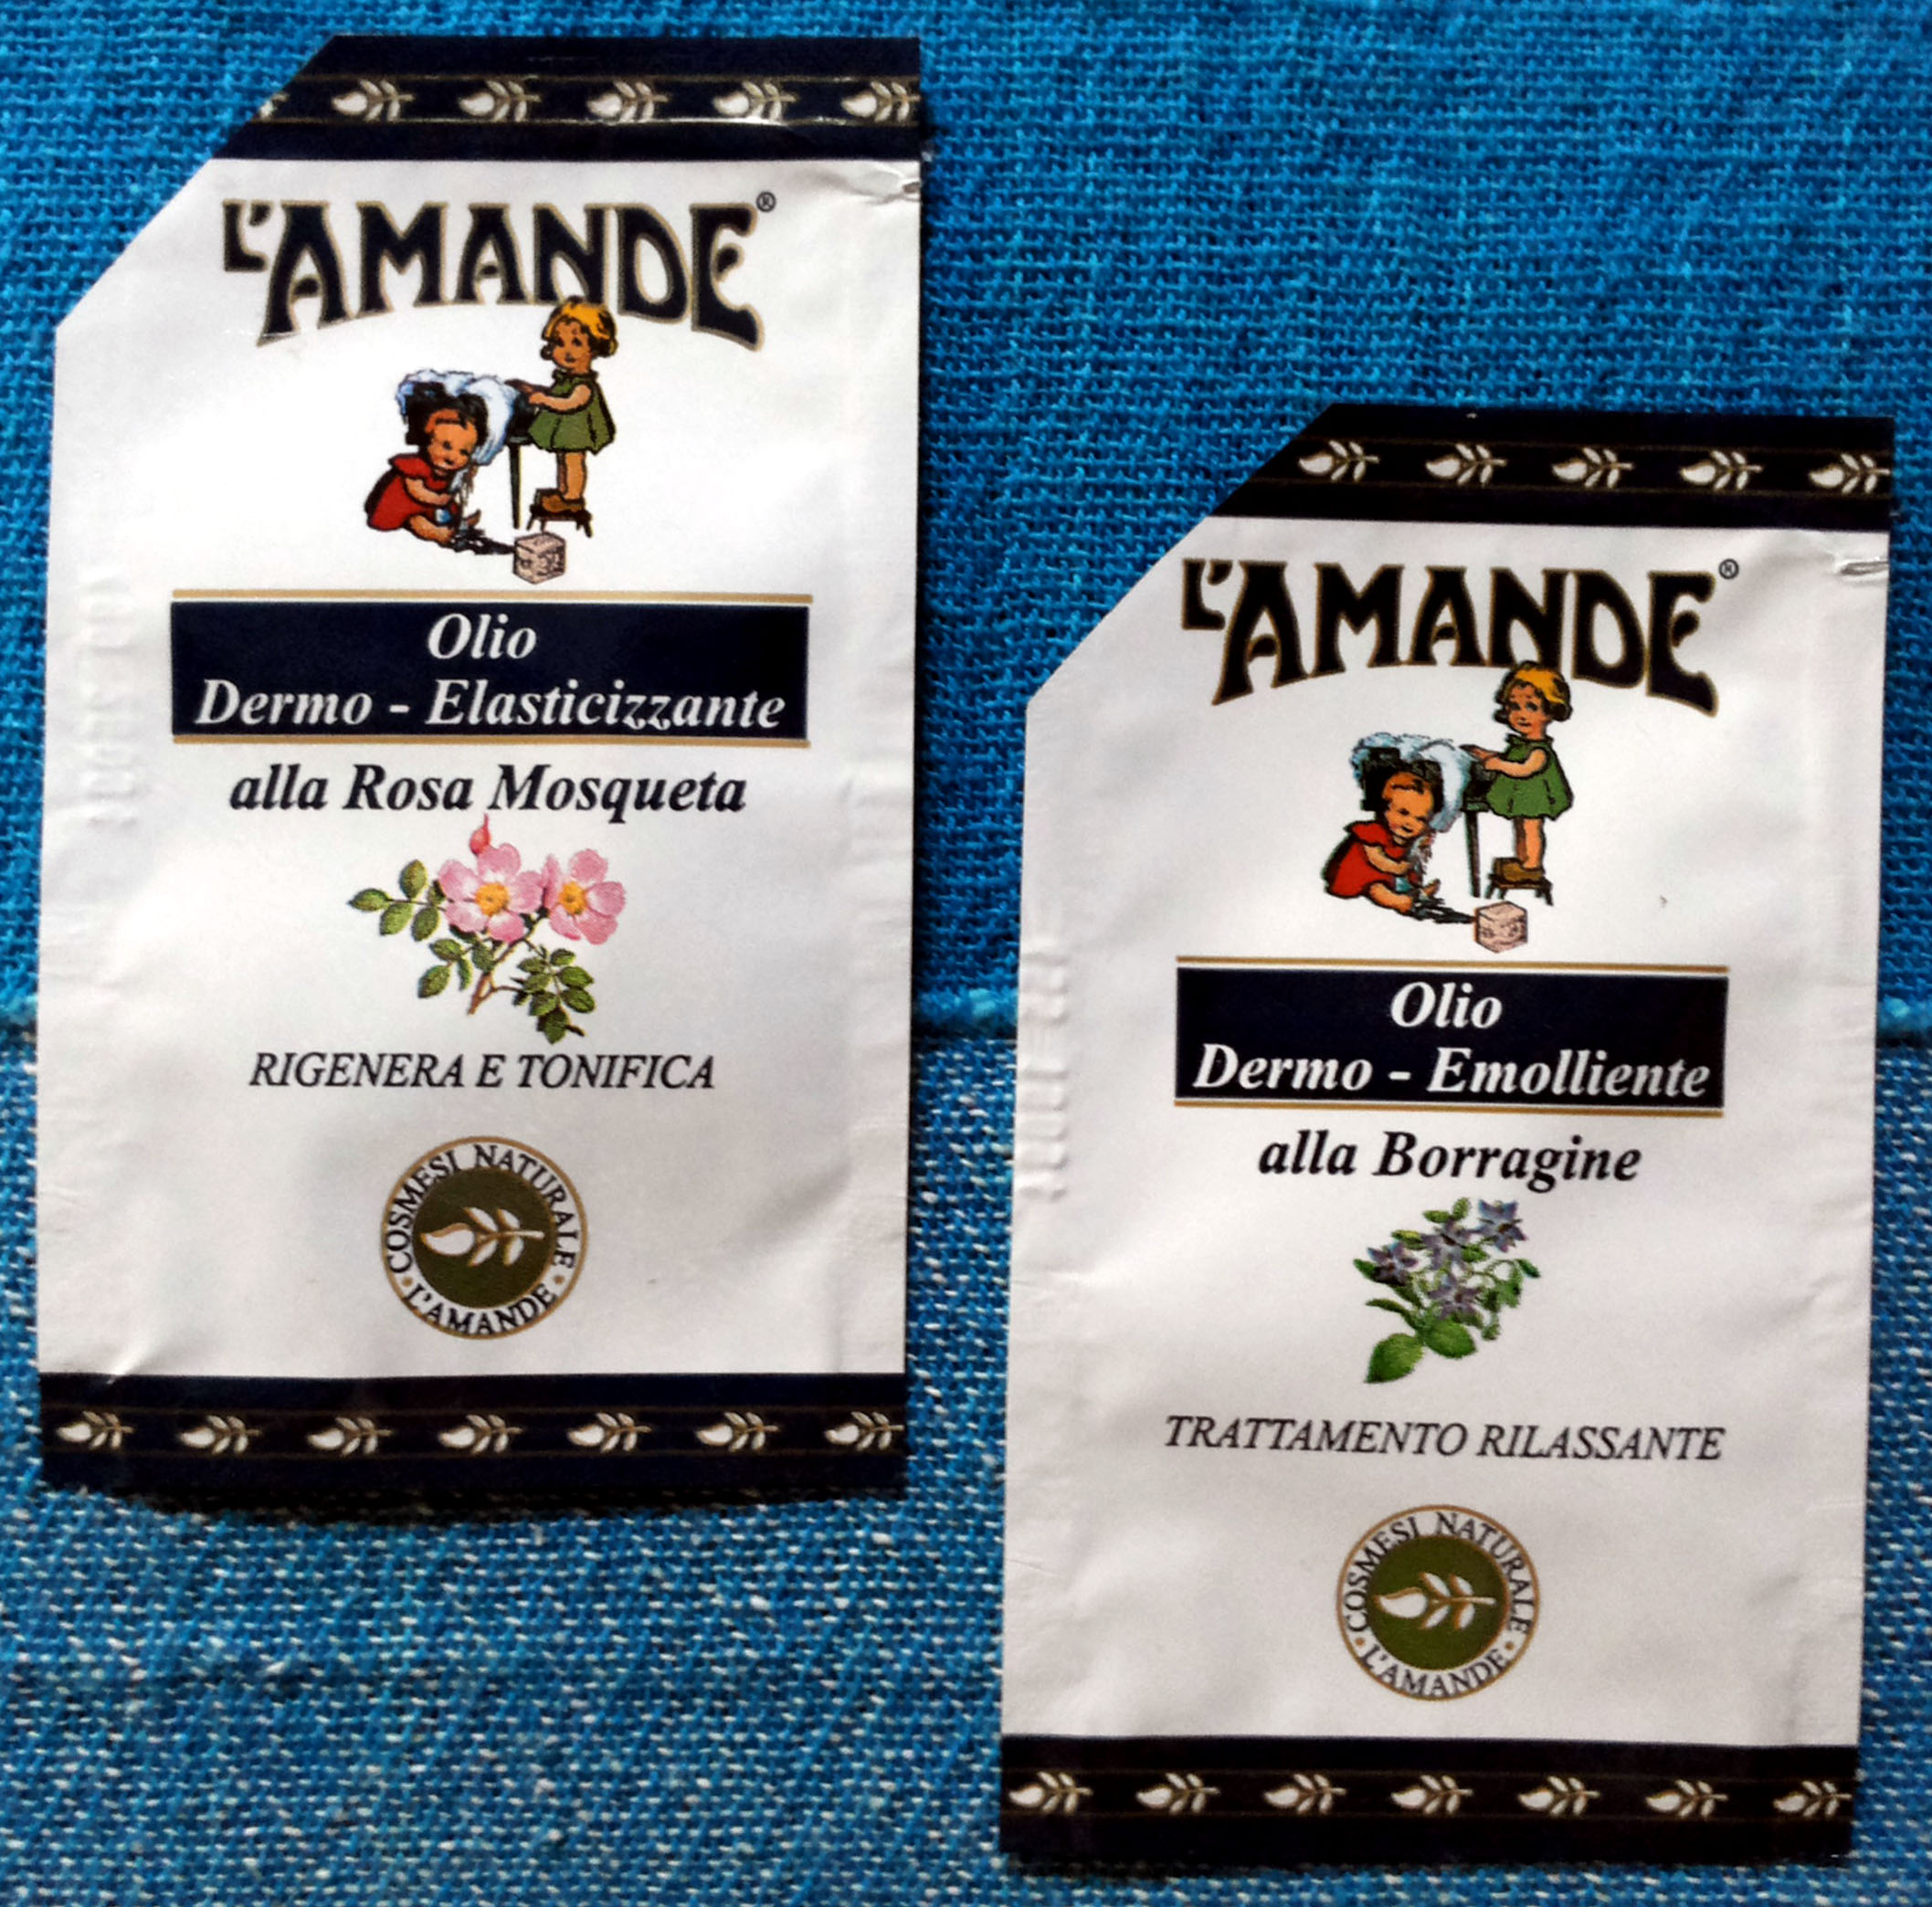 L'AMANDE®
Olio
Dermo - Elasticizzante
alla Rosa Mosqueta
RIGENERA E TONIFICA
COSMESI NATURALE
L'AMANDE
L'AMANDE®
Olio
Dermo - Emolliente
alla Borragine
TRATTAMENTO RILASSANTE
COSMESI NATURALE
L'AMANDE